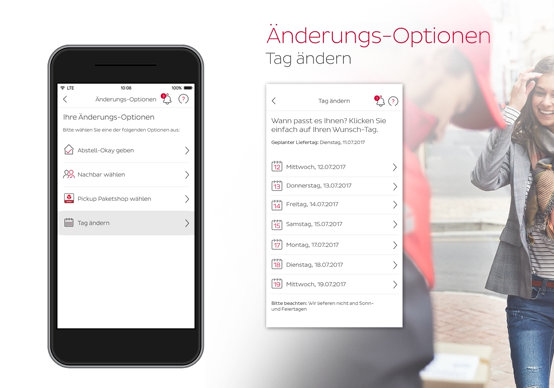 Änderungs-Optionen
Tag ändern
LTE 10:08 100%
Änderungs-Optionen
1
?
Ihre Änderungs-Optionen
Bitte wählen Sie eine der folgenden Optionen aus:
Abstell-Okay geben
Nachbar wählen
Pickup Paketshop wählen
Tag ändern
Tag ändern
1
?
Wann passt es Ihnen? Klicken Sie
einfach auf Ihren Wunsch-Tag.
Geplanter Liefertag: Dienstag, 11.07.2017
12 Mittwoch, 12.07.2017
13 Donnerstag, 13.07.2017
14 Freitag, 14.07.2017
15 Samstag, 15.07.2017
17 Montag, 17.07.2017
18 Dienstag, 18.07.2017
19 Mittwoch, 19.07.2017
Bitte beachten: Wir liefern nicht and Sonn-
und Feiertagen